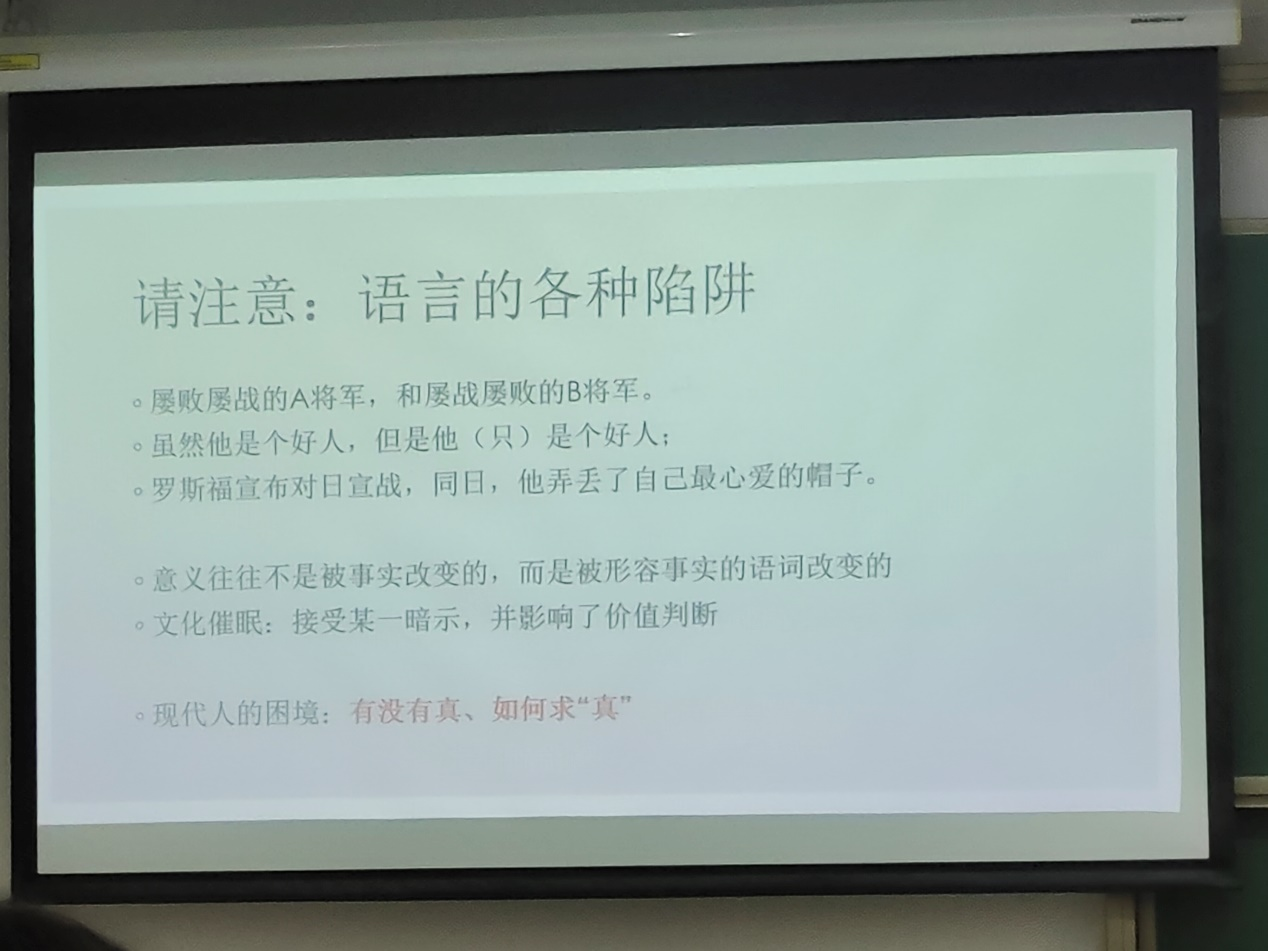 请注意：语言的各种陷阱
屡败屡战的A将军，和屡战屡败的B将军。
虽然他是个好人，但是他（只）是个好人；
罗斯福宣布对日宣战，同日，他弄丢了自己最心爱的帽子。
意义往往不是被事实改变的，而是被形容事实的语词改变的
文化催眠：接受某一暗示，并影响了价值判断
现代人的困境：有没有真、如何求“真”